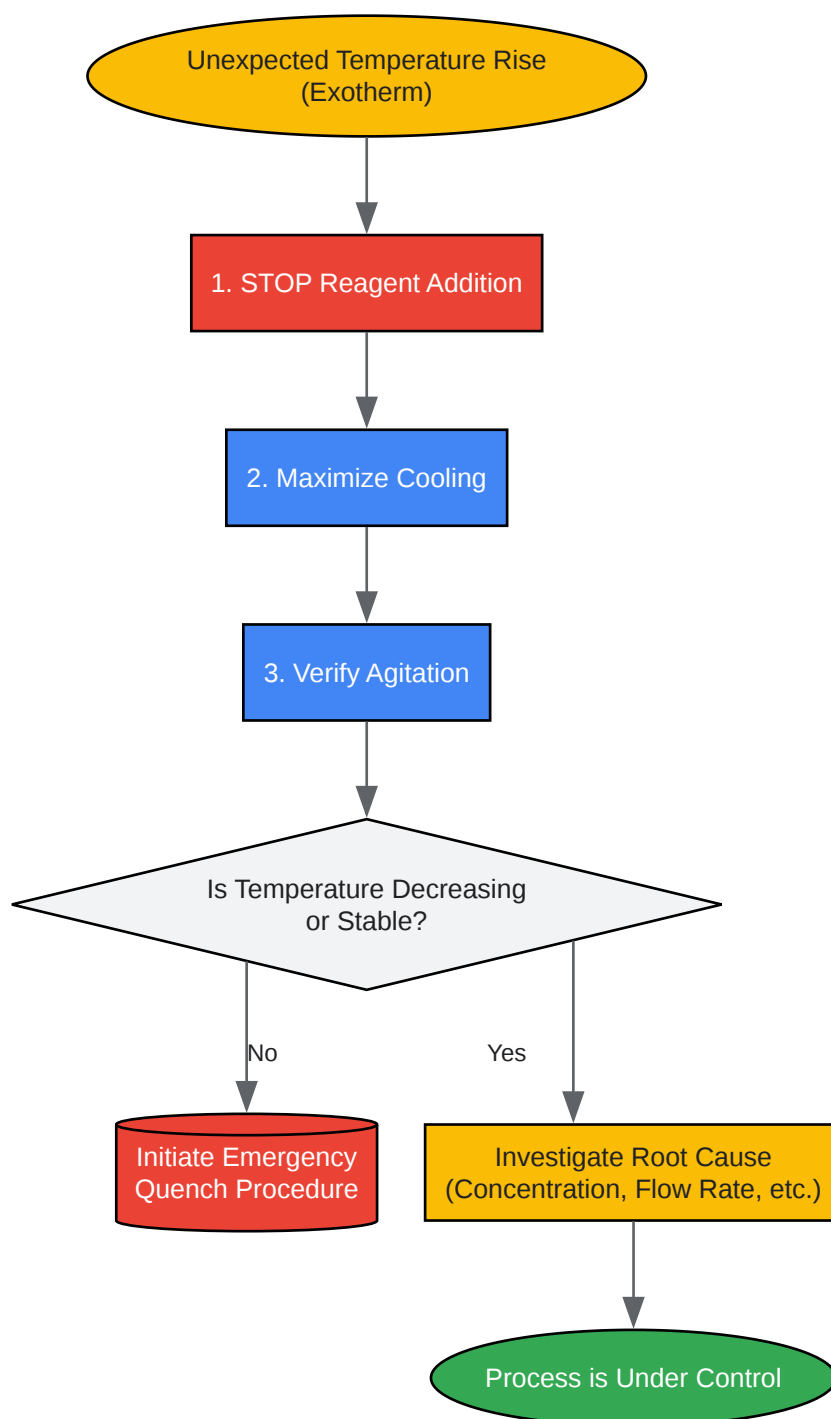 Unexpected Temperature Rise
(Exotherm)
1. STOP Reagent Addition
2. Maximize Cooling
3. Verify Agitation
Is Temperature Decreasing
or Stable?
No
Yes
Initiate Emergency
Quench Procedure
Investigate Root Cause
(Concentration, Flow Rate, etc.)
Process is Under Control